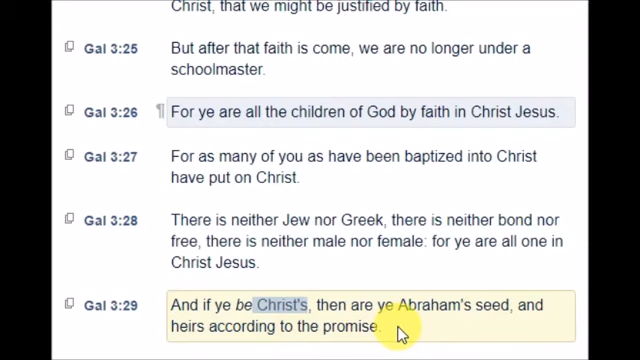 Christ, that we might be justified by faith.
Gal 3:25 But after that faith is come, we are no longer under a
schoolmaster.
Gal 3:26 ¶ For ye are all the children of God by faith in Christ Jesus.
Gal 3:27 For as many of you as have been baptized into Christ
have put on Christ.
Gal 3:28 There is neither Jew nor Greek, there is neither bond nor
free, there is neither male nor female: for ye are all one in
Christ Jesus.
Gal 3:29 And if ye be Christ's, then are ye Abraham's seed, and
heirs according to the promise.